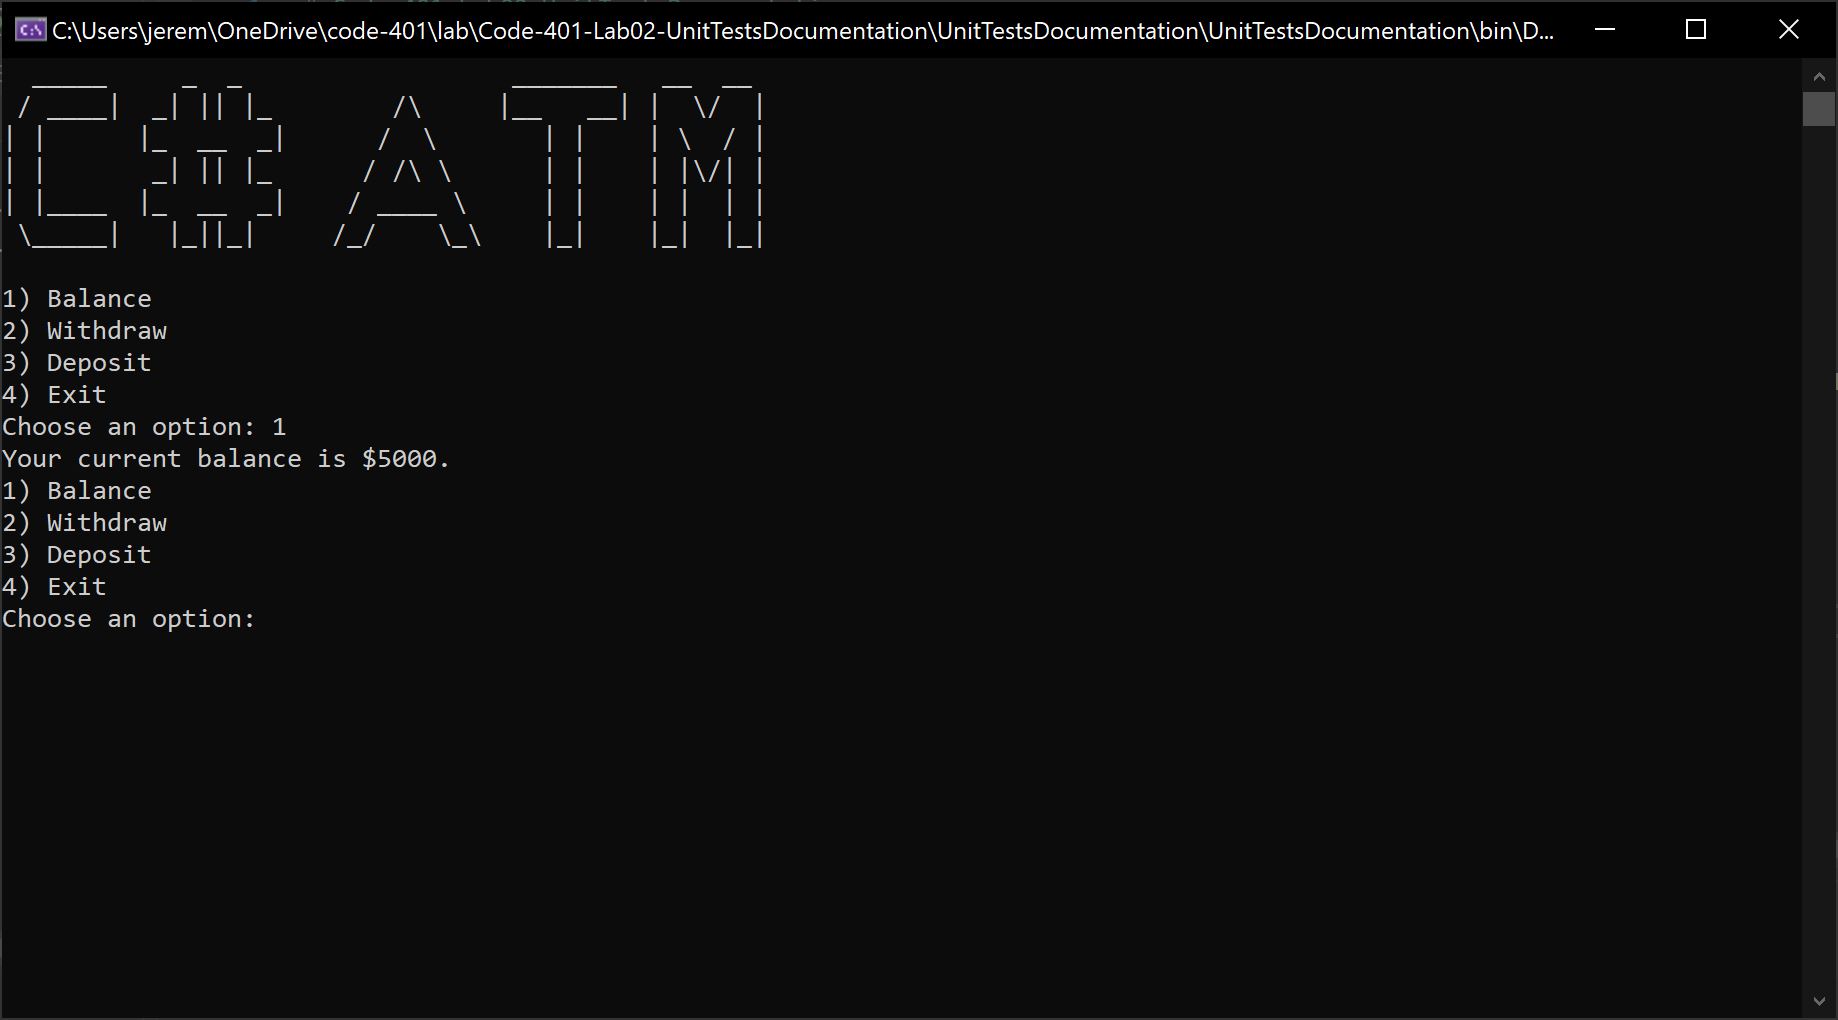 C:\Users\jerem\OneDrive\code-401\lab\Code-401-Lab02-UnitTestsDocumentation\UnitTestsDocumentation\UnitTestsDocumentation\bin\D...
C# ATM
1) Balance
2) Withdraw
3) Deposit
4) Exit
Choose an option: 1
Your current balance is $5000.
1) Balance
2) Withdraw
3) Deposit
4) Exit
Choose an option: